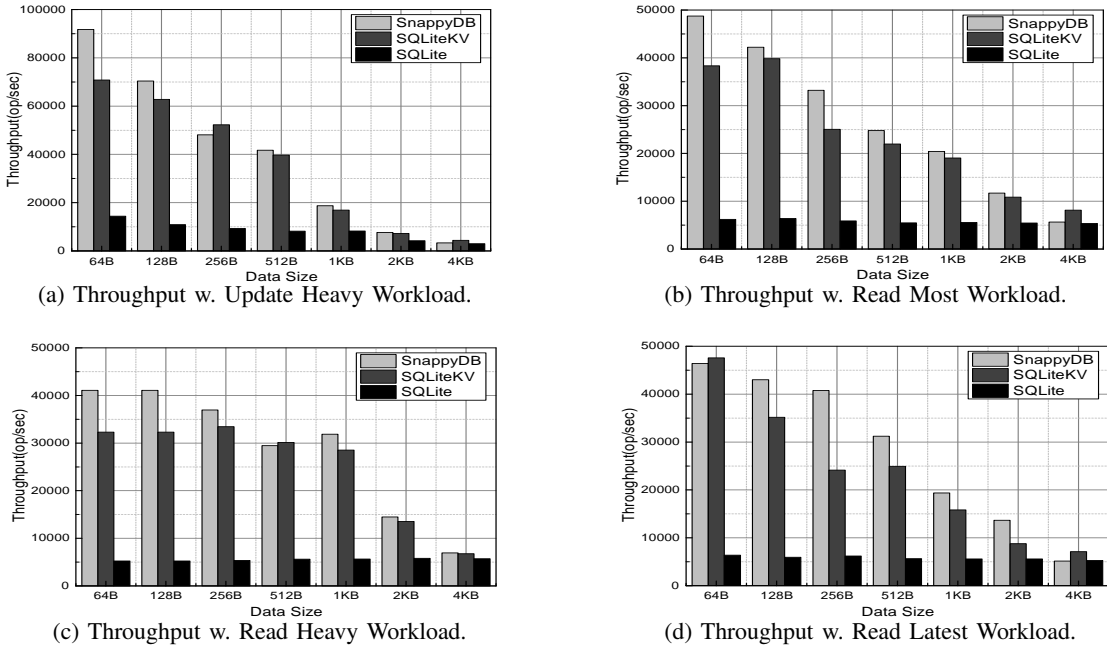 100000
80000
60000
40000
20000
0
Throughput(op/sec)
SnappyDB
SQLiteKV
SQLite
64B 128B 256B 512B 1KB 2KB 4KB
Data Size
(a) Throughput w. Update Heavy Workload.
50000
40000
30000
20000
10000
0
Throughput(op/sec)
SnappyDB
SQLiteKV
SQLite
64B 128B 256B 512B 1KB 2KB 4KB
Data Size
(b) Throughput w. Read Most Workload.
50000
40000
30000
20000
10000
0
Throughput(op/sec)
SnappyDB
SQLiteKV
SQLite
64B 128B 256B 512B 1KB 2KB 4KB
Data Size
(c) Throughput w. Read Heavy Workload.
50000
40000
30000
20000
10000
0
Throughput(op/sec)
SnappyDB
SQLiteKV
SQLite
64B 128B 256B 512B 1KB 2KB 4KB
Data Size
(d) Throughput w. Read Latest Workload.